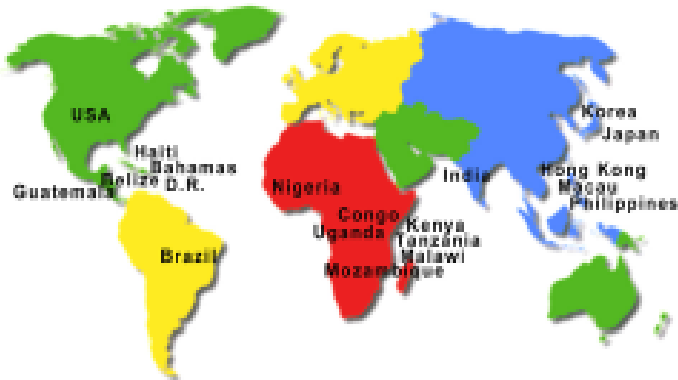 USA
Korea
Japan
Haiti
Bahamas
Belize D.R.
Guatemala
India
Hong Kong
Macau
Philippines
Nigeria
Congo
Uganda
Kenya
Tanzania
Malawi
Mozambique
Brazil